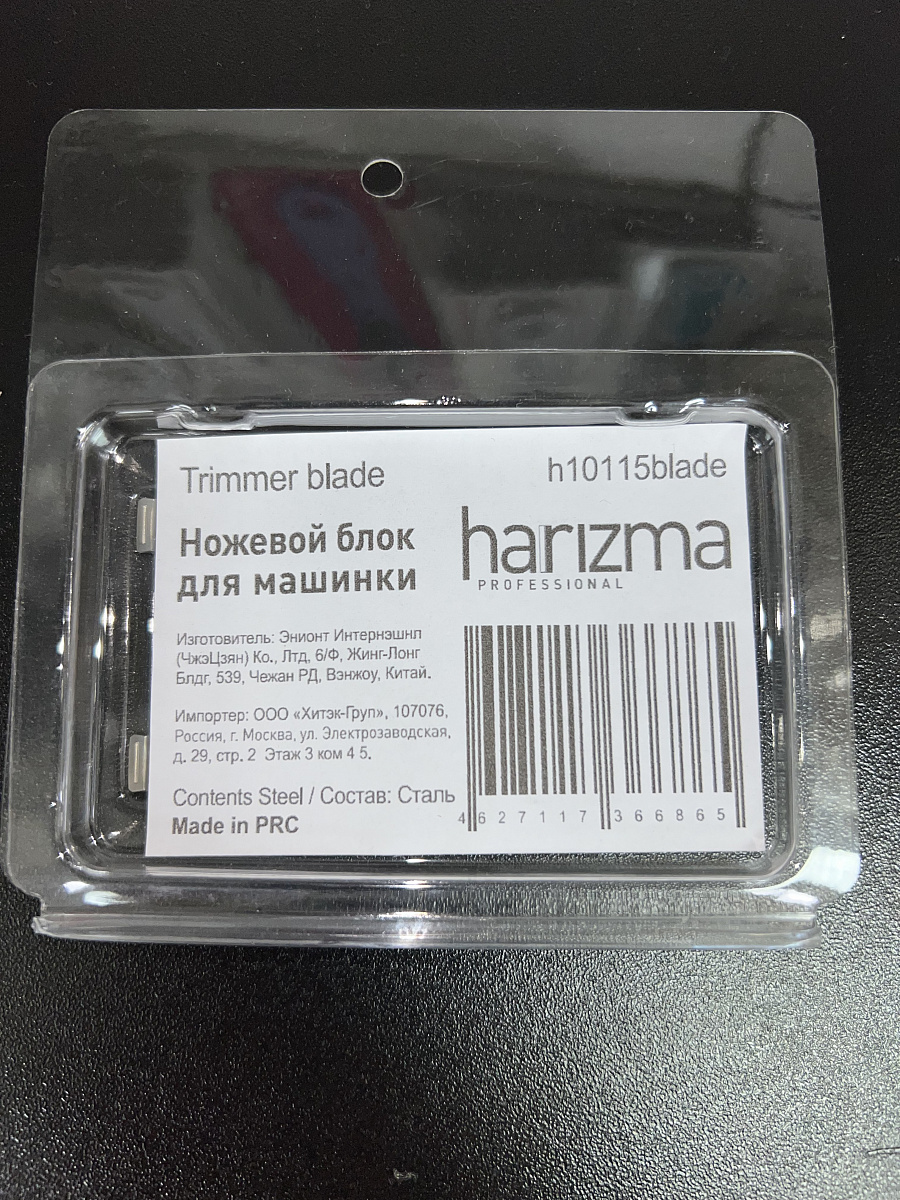 Trimmer blade
h10115blade
Ножевой блок
для машинки
harizma
PROFESSIONAL
Изготовитель: Энионт Интернэшнл
(ЧжэЦзян) Ко., Лтд, 6/Ф, Жинг-Лонг
Блдг, 539, Чежан РД, Вэнжоу, Китай.
Импортер: ООО «Хитэк-Груп», 107076,
Россия, г. Москва, ул. Электрозаводская,
д. 29, стр. 2 Этаж 3 ком 4 5.
Contents Steel / Состав: Сталь
Made in PRC
4 627117 366865